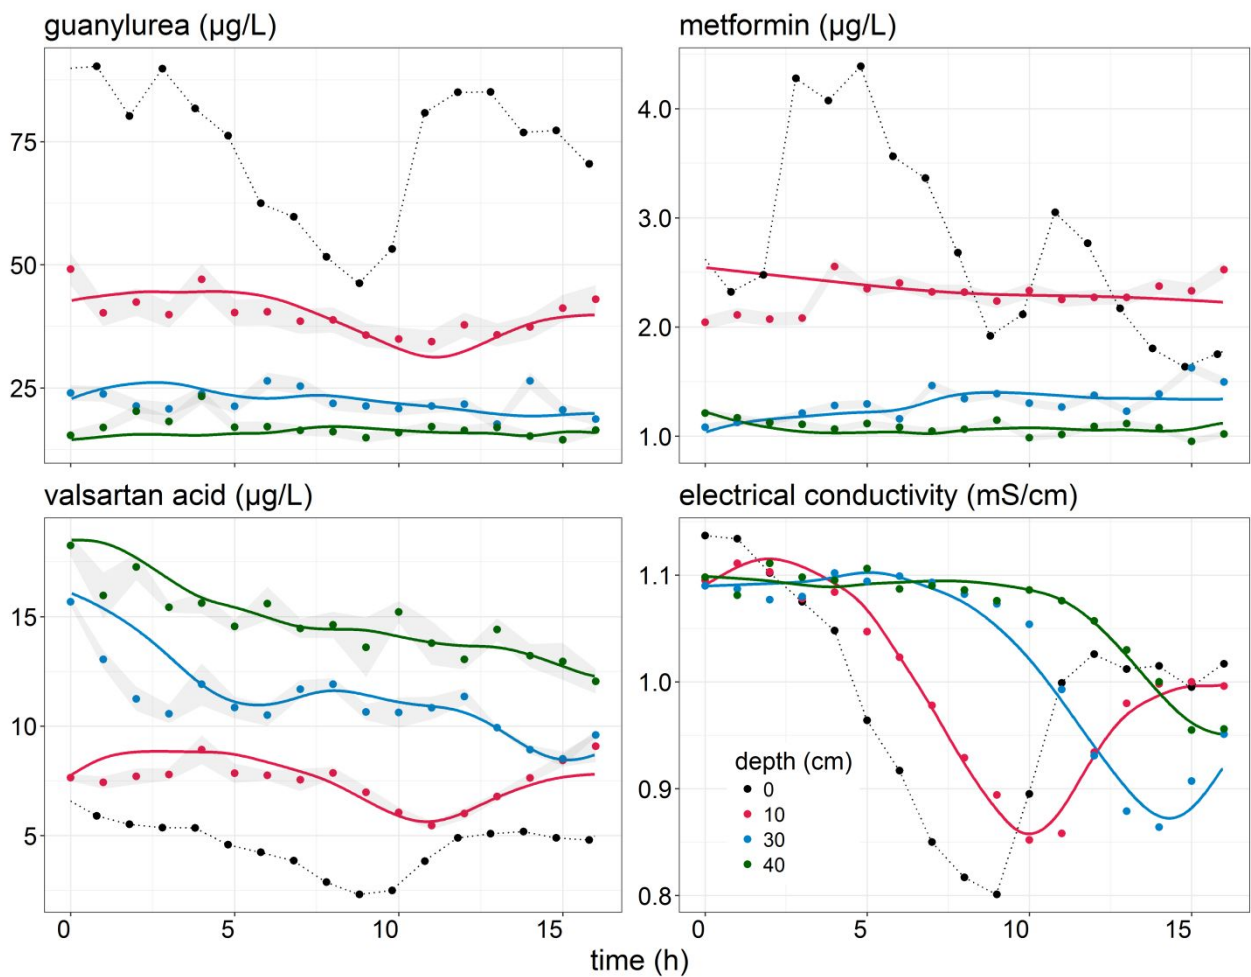 guanylurea (µg/L)
75
50
25
metformin (µg/L)
4.0
3.0
2.0
1.0
valsartan acid (µg/L)
15
10
5
0 5 10 15
electrical conductivity (mS/cm)
1.1
1.0
0.9
0.8
depth (cm)
0
10
30
40
0 5 10 15
time (h)